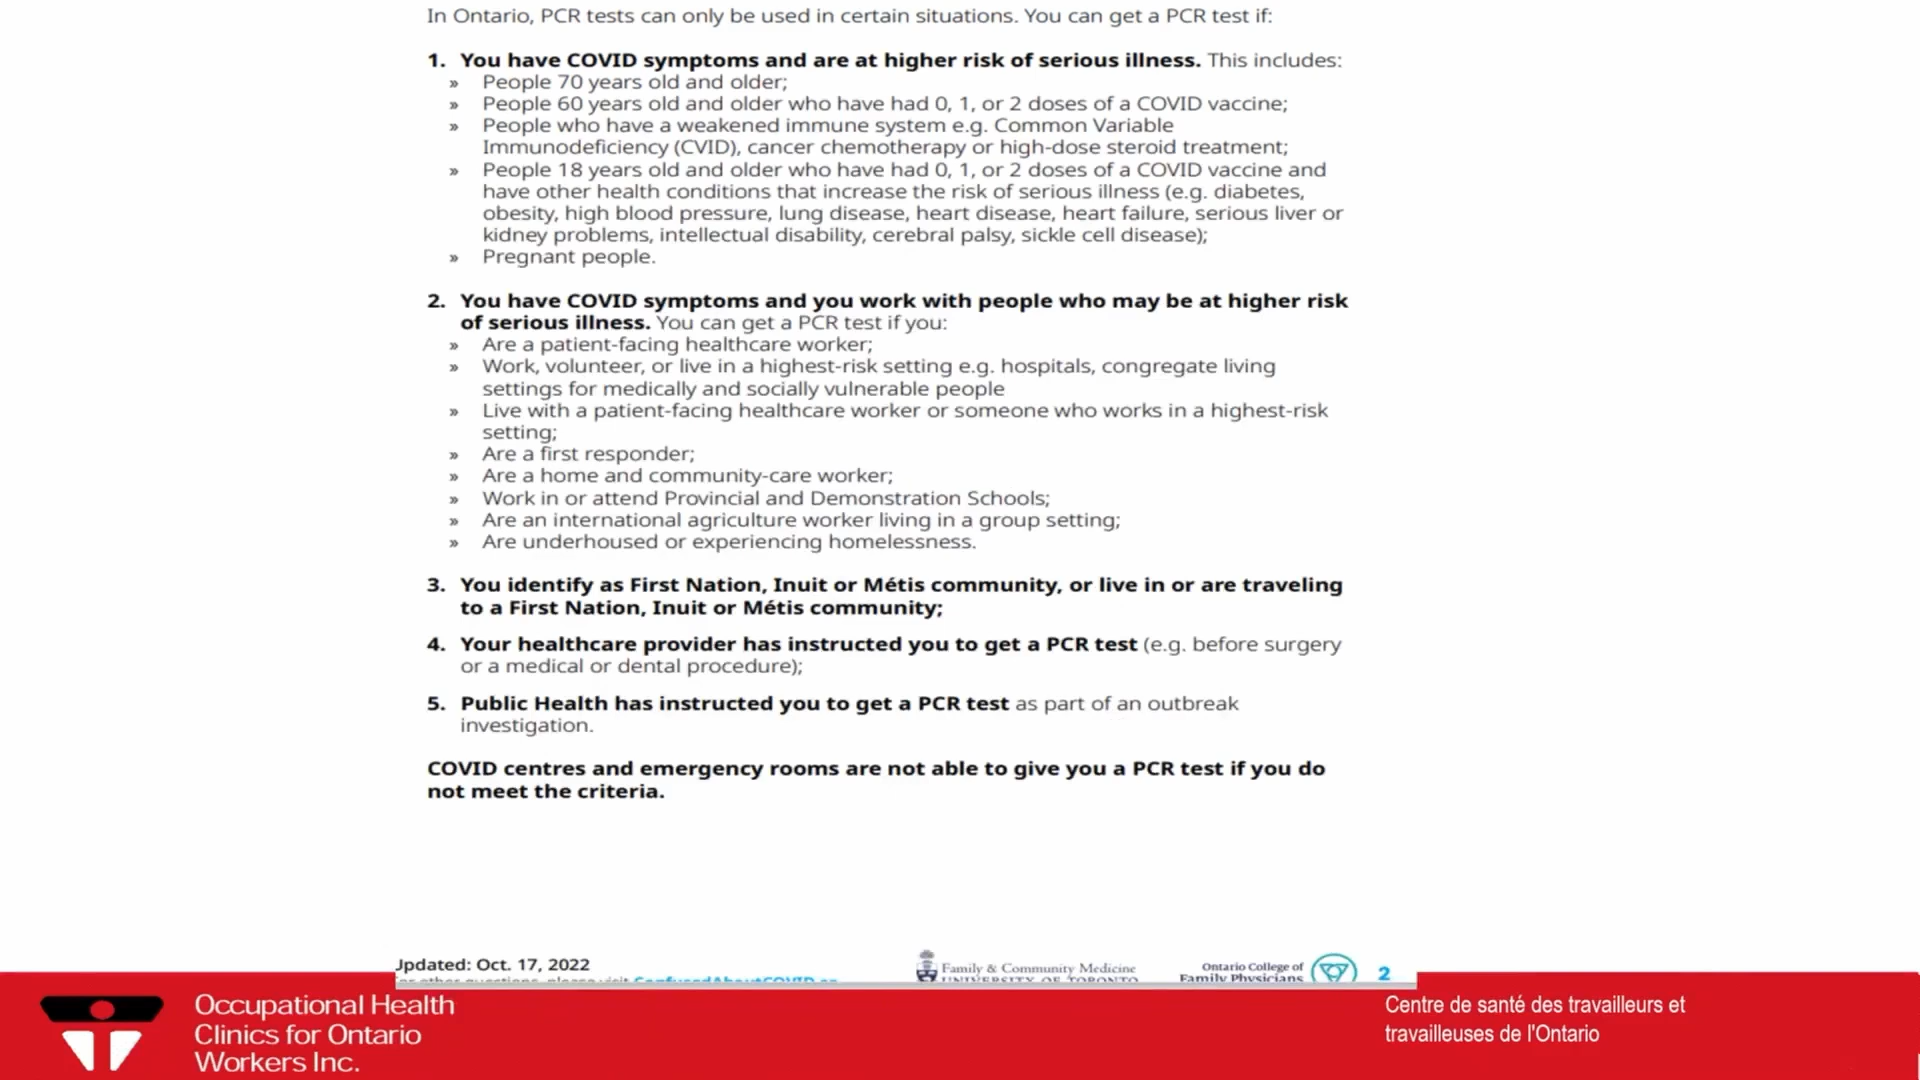 In Ontario, PCR tests can only be used in certain situations. You can get a PCR test if:
1. You have COVID symptoms and are at higher risk of serious illness. This includes:
» People 70 years old and older;
» People 60 years old and older who have had 0, 1, or 2 doses of a COVID vaccine;
» People who have a weakened immune system e.g. Common Variable
Immunodeficiency (CVID), cancer chemotherapy or high-dose steroid treatment;
» People 18 years old and older who have had 0, 1, or 2 doses of a COVID vaccine and
have other health conditions that increase the risk of serious illness (e.g. diabetes,
obesity, high blood pressure, lung disease, heart disease, heart failure, serious liver or
kidney problems, intellectual disability, cerebral palsy, sickle cell disease);
» Pregnant people.
2. You have COVID symptoms and you work with people who may be at higher risk
of serious illness. You can get a PCR test if you:
» Are a patient-facing healthcare worker;
» Work, volunteer, or live in a highest-risk setting e.g. hospitals, congregate living
settings for medically and socially vulnerable people
» Live with a patient-facing healthcare worker or someone who works in a highest-risk
setting;
» Are a first responder;
» Are a home and community-care worker;
» Work in or attend Provincial and Demonstration Schools;
» Are an international agriculture worker living in a group setting;
» Are underhoused or experiencing homelessness.
3. You identify as First Nation, Inuit or Métis community, or live in or are traveling
to a First Nation, Inuit or Métis community;
4. Your healthcare provider has instructed you to get a PCR test (e.g. before surgery
or a medical or dental procedure);
5. Public Health has instructed you to get a PCR test as part of an outbreak
investigation.
COVID centres and emergency rooms are not able to give you a PCR test if you do
not meet the criteria.
Updated: Oct. 17, 2022
other questions, please visit ConfusedAboutCOVID.ca
Family & Community Medicine
UNIVERSITY OF TORONTO
Ontario College of
Family Physicians
2
Occupational Health
Clinics for Ontario
Workers Inc.
Centre de santé des travailleurs et
travailleuses de l'Ontario